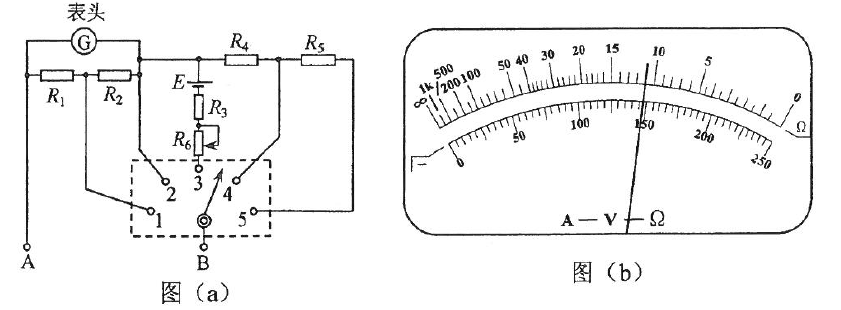 表头
G
R₁
R₂
E
R₃
R₆
R₄
R₅
1
2
3
4
5
A
B
图（a）
∞ 1k 500 200 100 50 40 30 20 15 10 5 0
Ω
0 50 100 150 200 250
A — V — Ω
图（b）